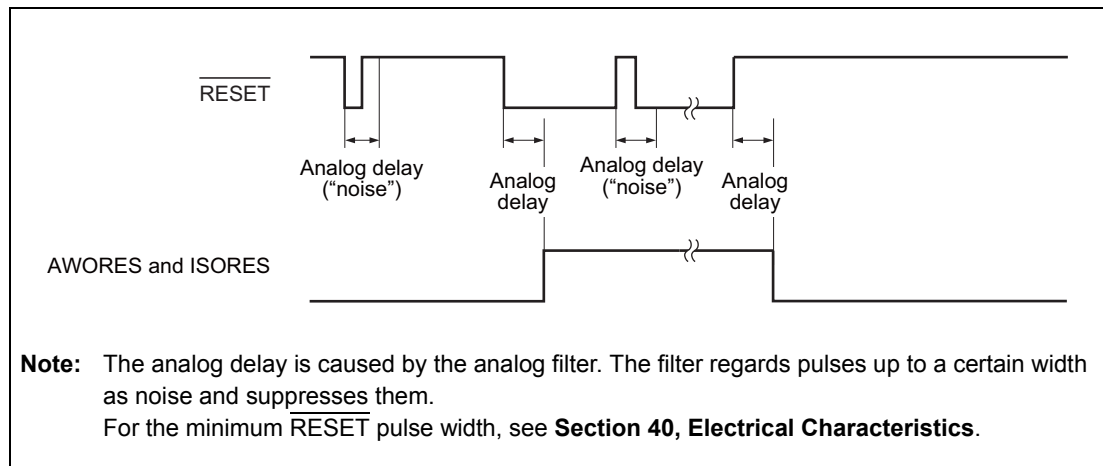 RESET
Analog delay
(“noise”)
Analog
delay
Analog delay
(“noise”)
Analog
delay
AWORES and ISORES
Note: The analog delay is caused by the analog filter. The filter regards pulses up to a certain width
as noise and suppresses them.
For the minimum RESET pulse width, see Section 40, Electrical Characteristics.